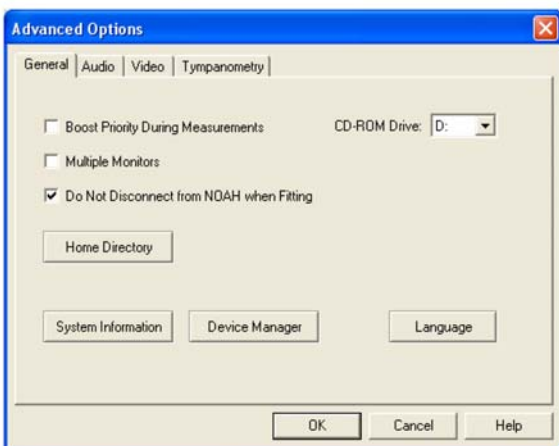 Advanced Options
General Audio Video Tympanometry
Boost Priority During Measurements CD-ROM Drive: D:
Multiple Monitors
Do Not Disconnect from NOAH when Fitting
Home Directory
System Information Device Manager Language
OK Cancel Help